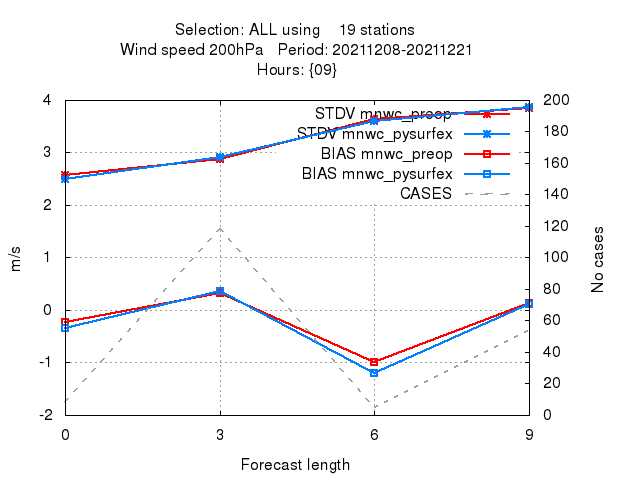 Selection: ALL using    19 stations
Wind speed 200hPa   Period: 20211208-20211221
Hours: {09}
STDV mnwc_preop
STDV mnwc_pysurfex
BIAS mnwc_preop
BIAS mnwc_pysurfex
CASES
4
3
2
1
0
-1
-2
m/s
200
180
160
140
120
100
80
60
40
20
0
No cases
0 3 6 9
Forecast length